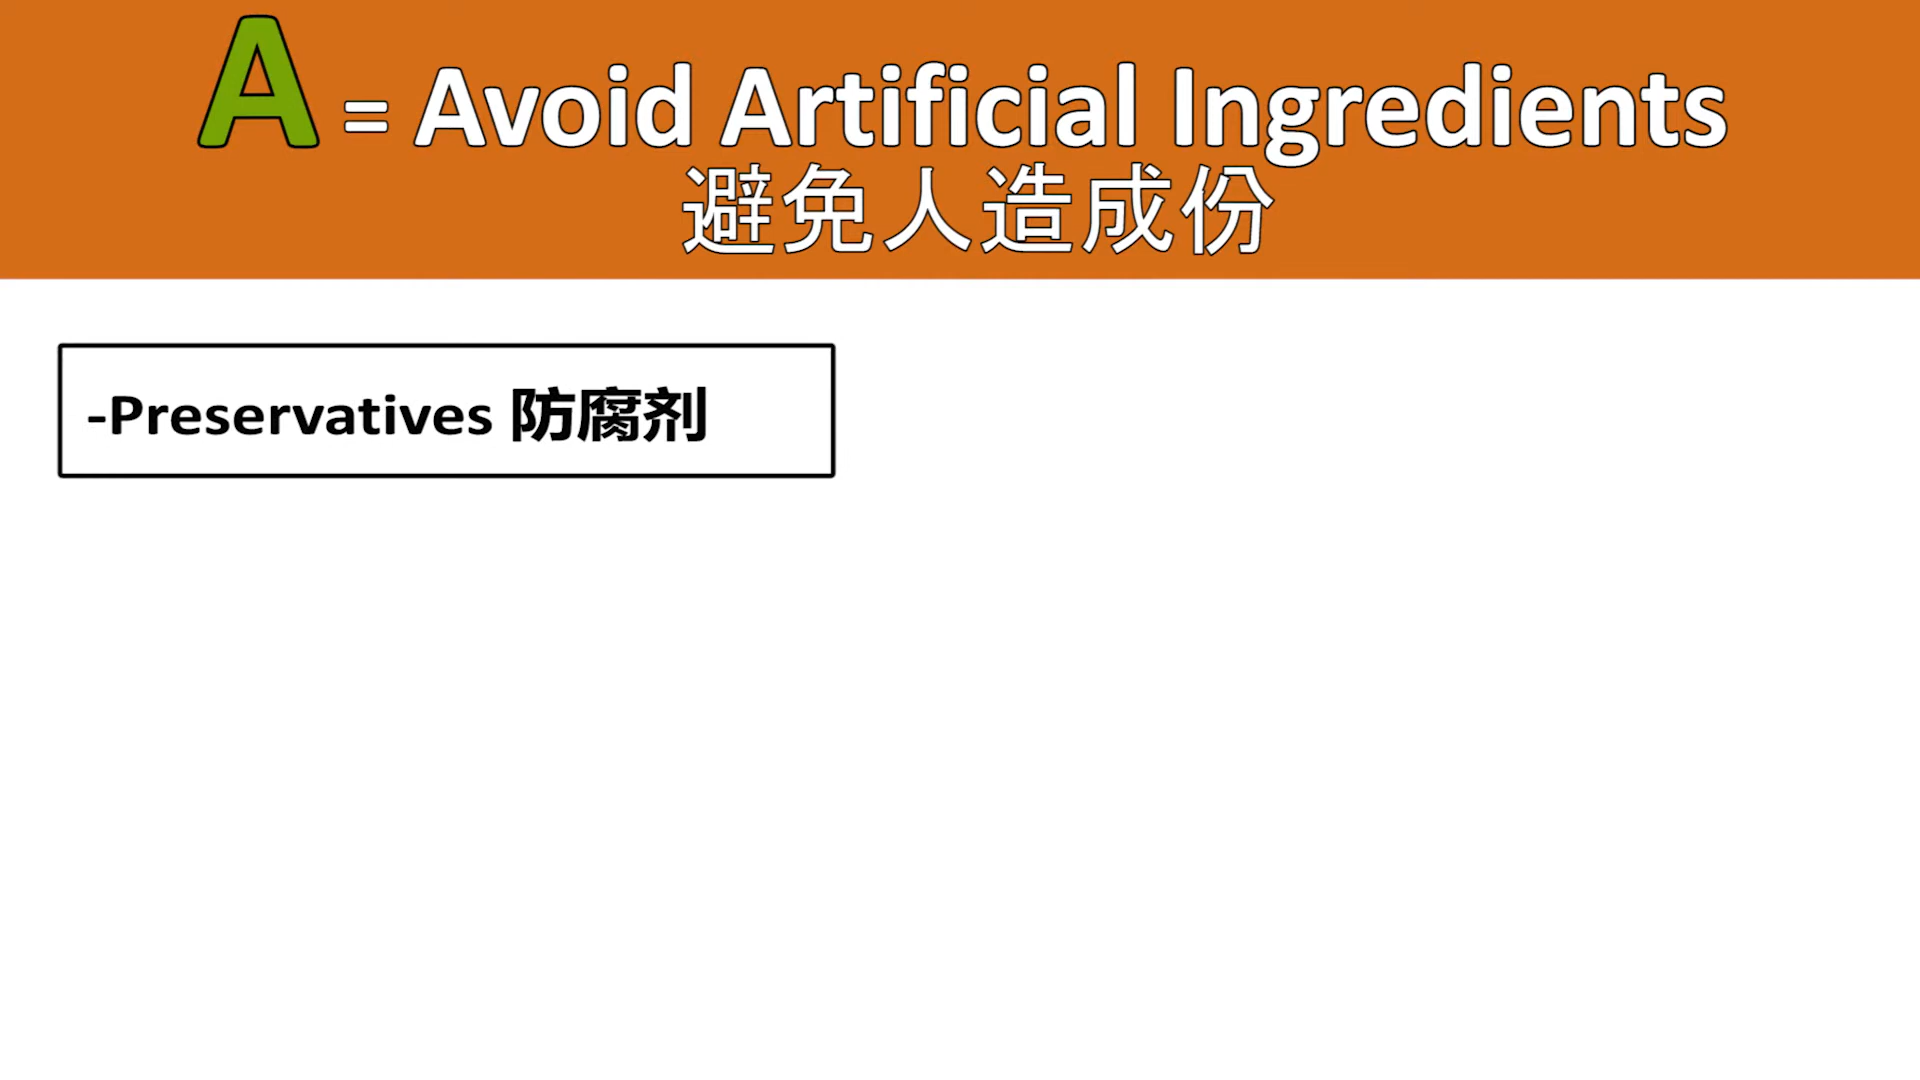 A = Avoid Artificial Ingredients
避免人造成份
-Preservatives 防腐剂